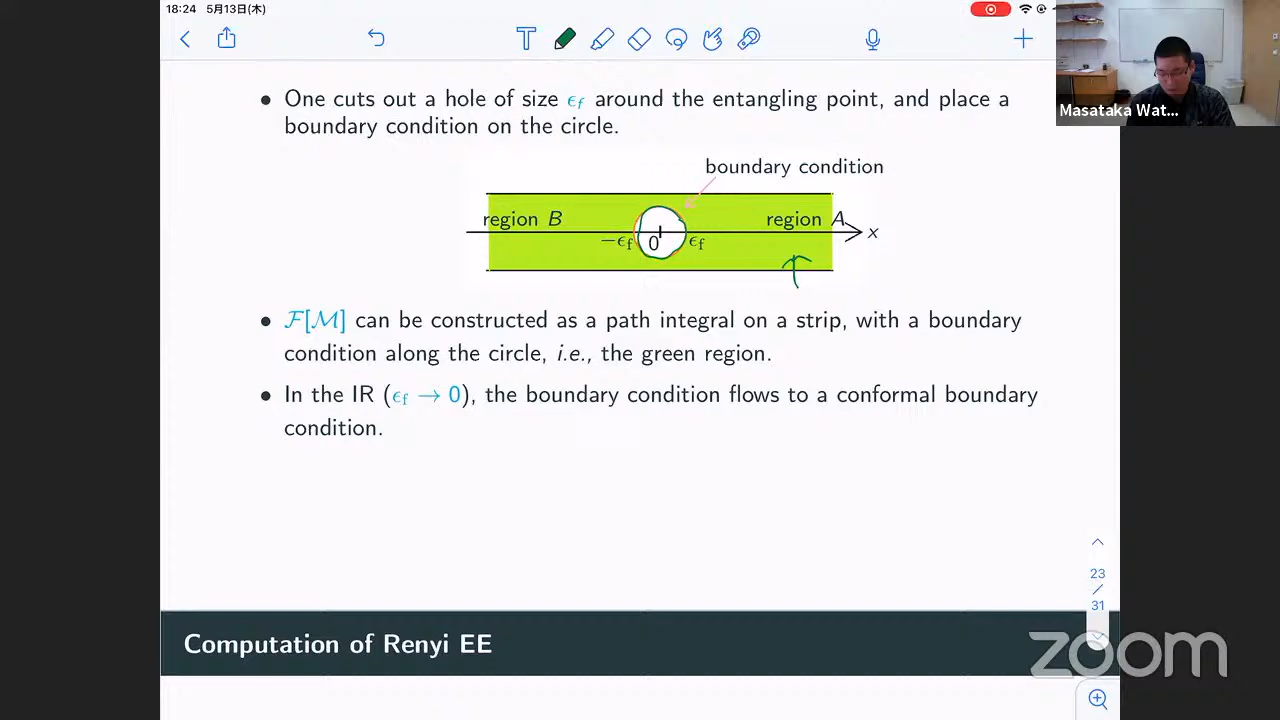 18:24 5月13日(木)
Masataka Wat...
• One cuts out a hole of size ϵf around the entangling point, and place a
boundary condition on the circle.
boundary condition
region B
region A
−ϵf
0
ϵf
x
• F[M] can be constructed as a path integral on a strip, with a boundary
condition along the circle, i.e., the green region.
• In the IR (ϵf → 0), the boundary condition flows to a conformal boundary
condition.
23
/
31
Computation of Renyi EE
zoom